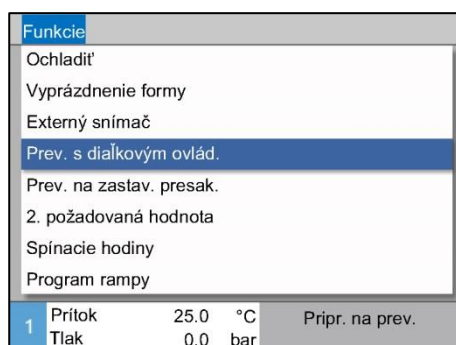 Funkcie
Ochladiť
Vyprázdnenie formy
Externý snímač
Prev. s diaľkovým ovlád.
Prev. na zastav. presak.
2. požadovaná hodnota
Spínacie hodiny
Program rampy
1 Prítok 25.0 °C Pripr. na prev.
Tlak 0.0 bar